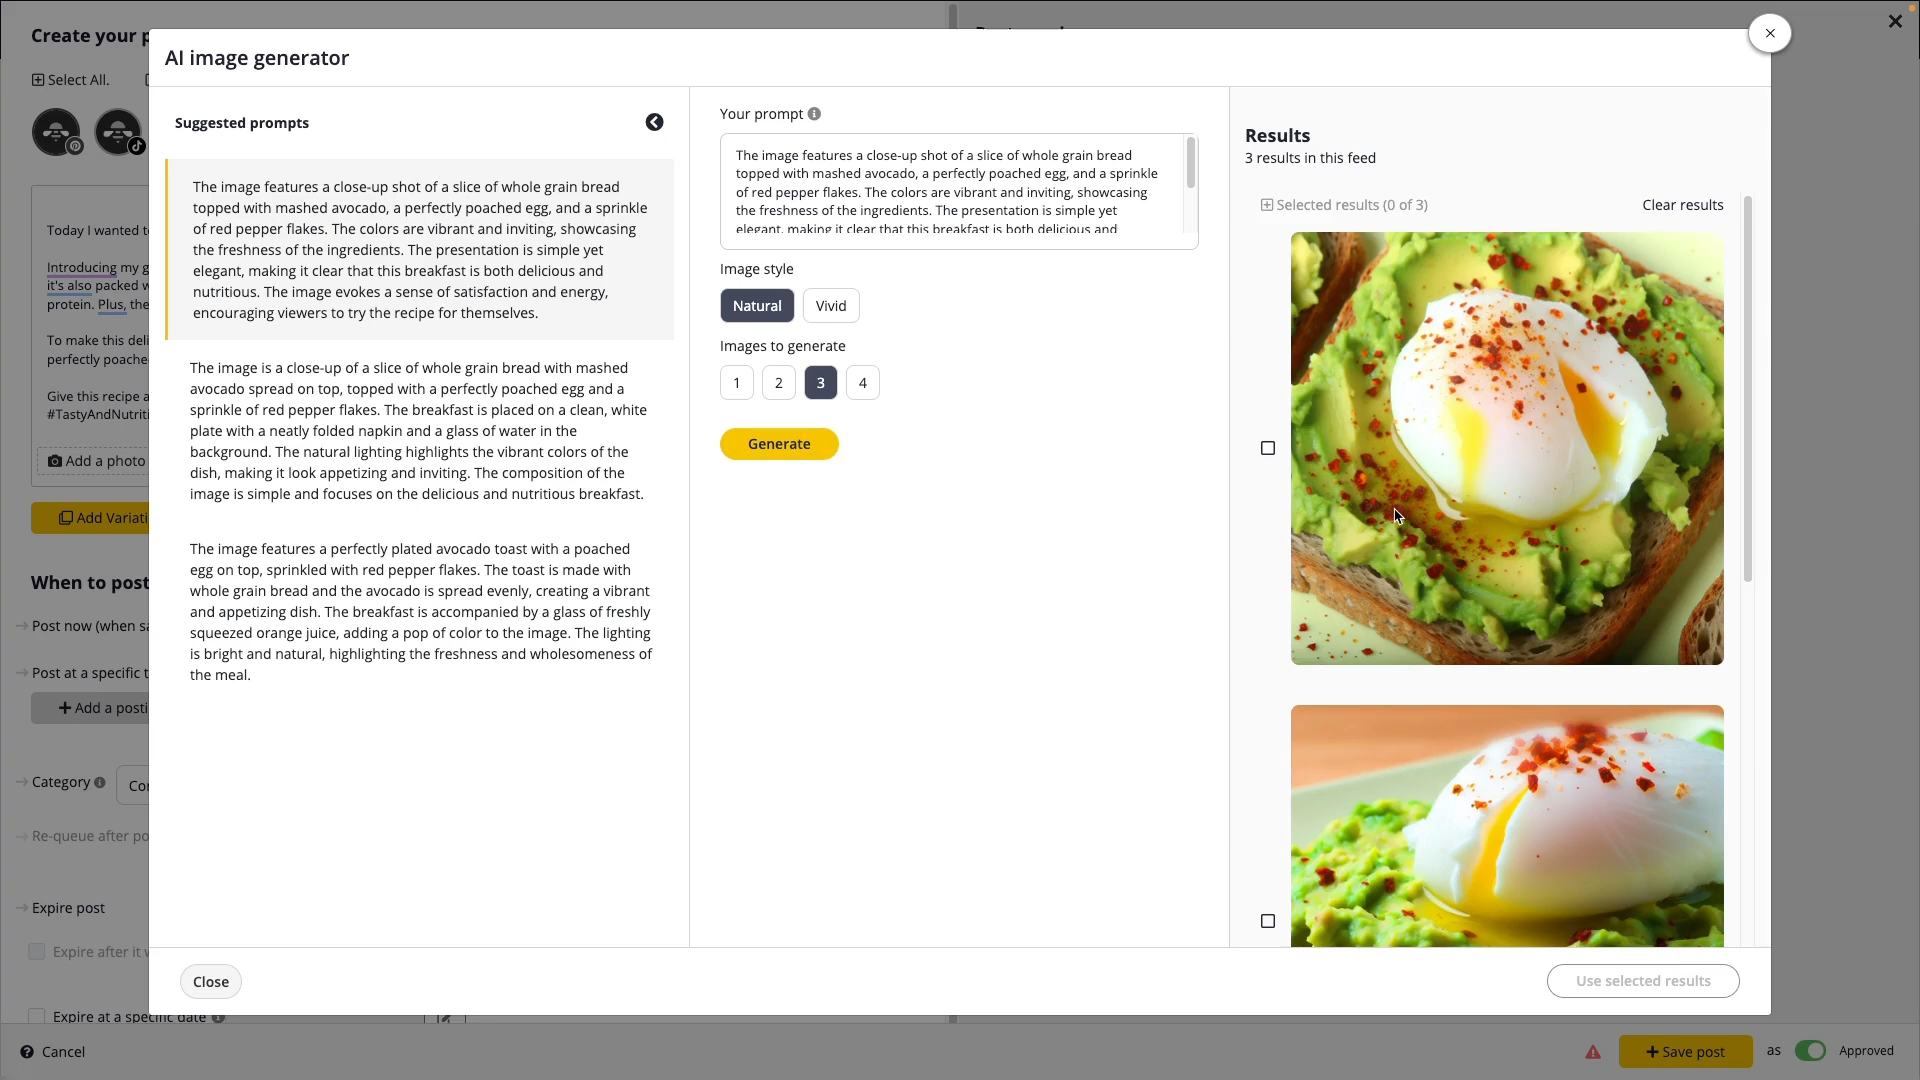 Create your p
Select All.
Today I wanted t
Introducing my g
it's also packed w
protein. Plus, the
To make this deli
perfectly poache
Give this recipe a
#TastyAndNutriti
Add a photo
Add Variati
When to post
Post now (when sa
Post at a specific t
Add a posti
Category
Cor
Re-queue after po
Expire post
Expire after it w
Expire at a specific date
Cancel
AI image generator
Suggested prompts
The image features a close-up shot of a slice of whole grain bread
topped with mashed avocado, a perfectly poached egg, and a sprinkle
of red pepper flakes. The colors are vibrant and inviting, showcasing
the freshness of the ingredients. The presentation is simple yet
elegant, making it clear that this breakfast is both delicious and
nutritious. The image evokes a sense of satisfaction and energy,
encouraging viewers to try the recipe for themselves.
The image is a close-up of a slice of whole grain bread with mashed
avocado spread on top, topped with a perfectly poached egg and a
sprinkle of red pepper flakes. The breakfast is placed on a clean, white
plate with a neatly folded napkin and a glass of water in the
background. The natural lighting highlights the vibrant colors of the
dish, making it look appetizing and inviting. The composition of the
image is simple and focuses on the delicious and nutritious breakfast.
The image features a perfectly plated avocado toast with a poached
egg on top, sprinkled with red pepper flakes. The toast is made with
whole grain bread and the avocado is spread evenly, creating a vibrant
and appetizing dish. The breakfast is accompanied by a glass of freshly
squeezed orange juice, adding a pop of color to the image. The lighting
is bright and natural, highlighting the freshness and wholesomeness of
the meal.
Your prompt
The image features a close-up shot of a slice of whole grain bread
topped with mashed avocado, a perfectly poached egg, and a sprinkle
of red pepper flakes. The colors are vibrant and inviting, showcasing
the freshness of the ingredients. The presentation is simple yet
elegant, making it clear that this breakfast is both delicious and
Image style
Natural
Vivid
Images to generate
1 2 3 4
Generate
Results
3 results in this feed
Selected results (0 of 3)
Clear results
Close
Use selected results
Save post
as
Approved